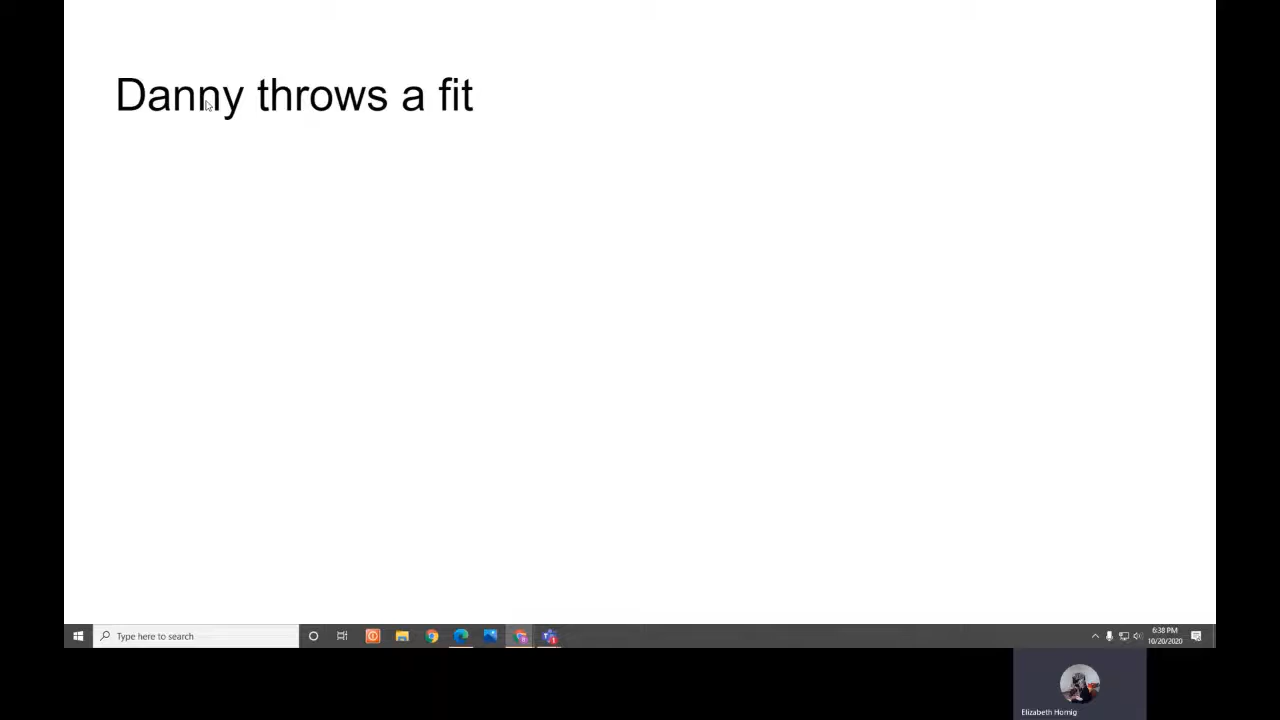 Danny throws a fit
Type here to search
6:38 PM
10/20/2020
Elizabeth Hornig